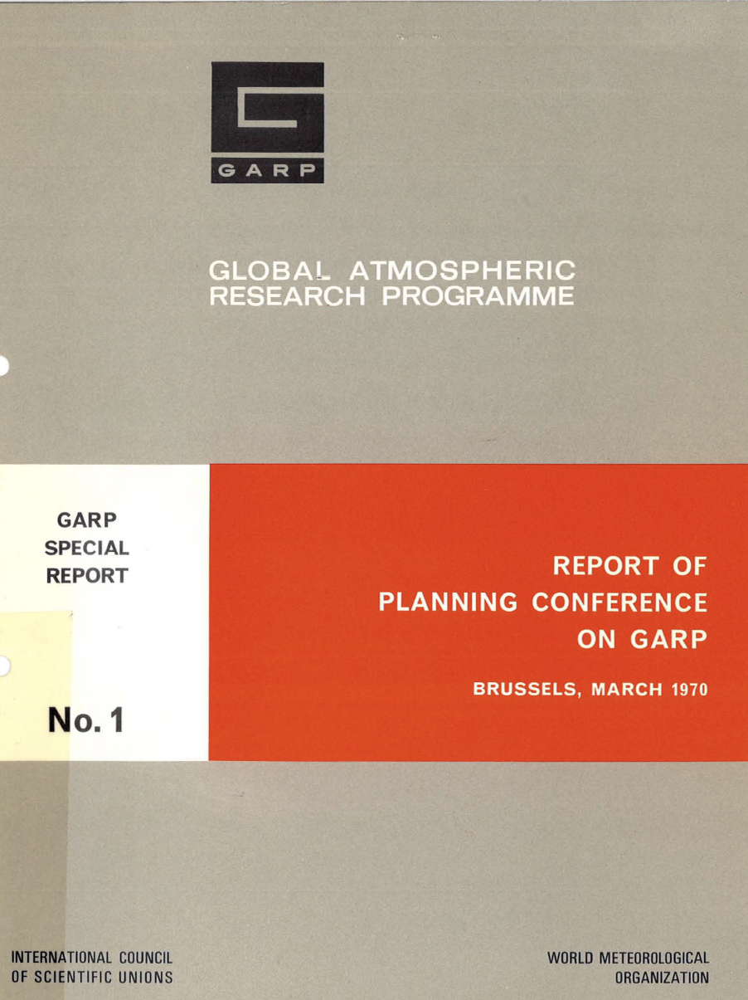 GARP
GLOBAL ATMOSPHERIC
RESEARCH PROGRAMME
GARP
SPECIAL
REPORT
No. 1
REPORT OF
PLANNING CONFERENCE
ON GARP
BRUSSELS, MARCH 1970
INTERNATIONAL COUNCIL
OF SCIENTIFIC UNIONS
WORLD METEOROLOGICAL
ORGANIZATION